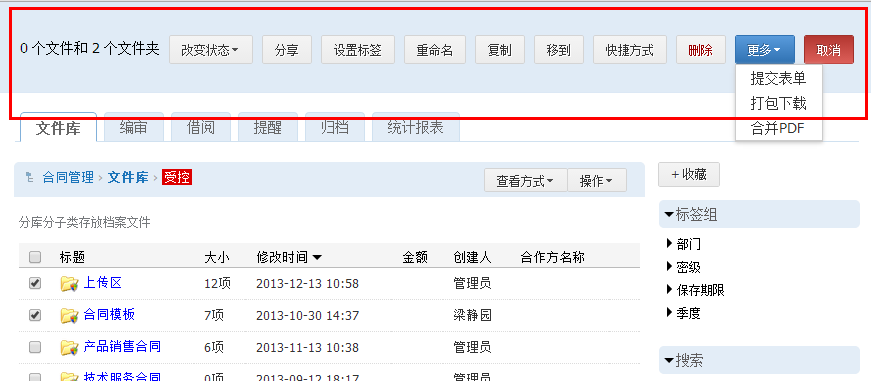 0 个文件和 2 个文件夹 改变状态 分享 设置标签 重命名 复制 移到 快捷方式 删除 更多 取消
提交表单
打包下载
合并PDF
文件库 编审 借阅 提醒 归档 统计报表
合同管理 › 文件库 › 受控 查看方式 操作
+收藏
分库分子类存放档案文件
标题 大小 修改时间 金额 创建人 合作方名称
上传区 12项 2013-12-13 10:58 管理员
合同模板 7项 2013-10-30 14:37 梁静园
产品销售合同 6项 2013-11-13 10:38 管理员
技术服务合同 0项 2013-09-12 18:17 管理员
标签组
部门
密级
保存期限
季度
搜索